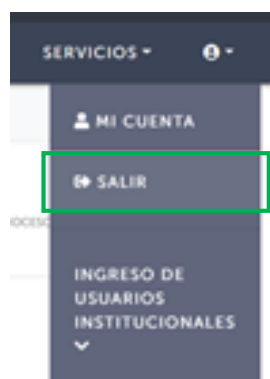 SERVICIOS
MI CUENTA
SALIR
INGRESO DE
USUARIOS
INSTITUCIONALES